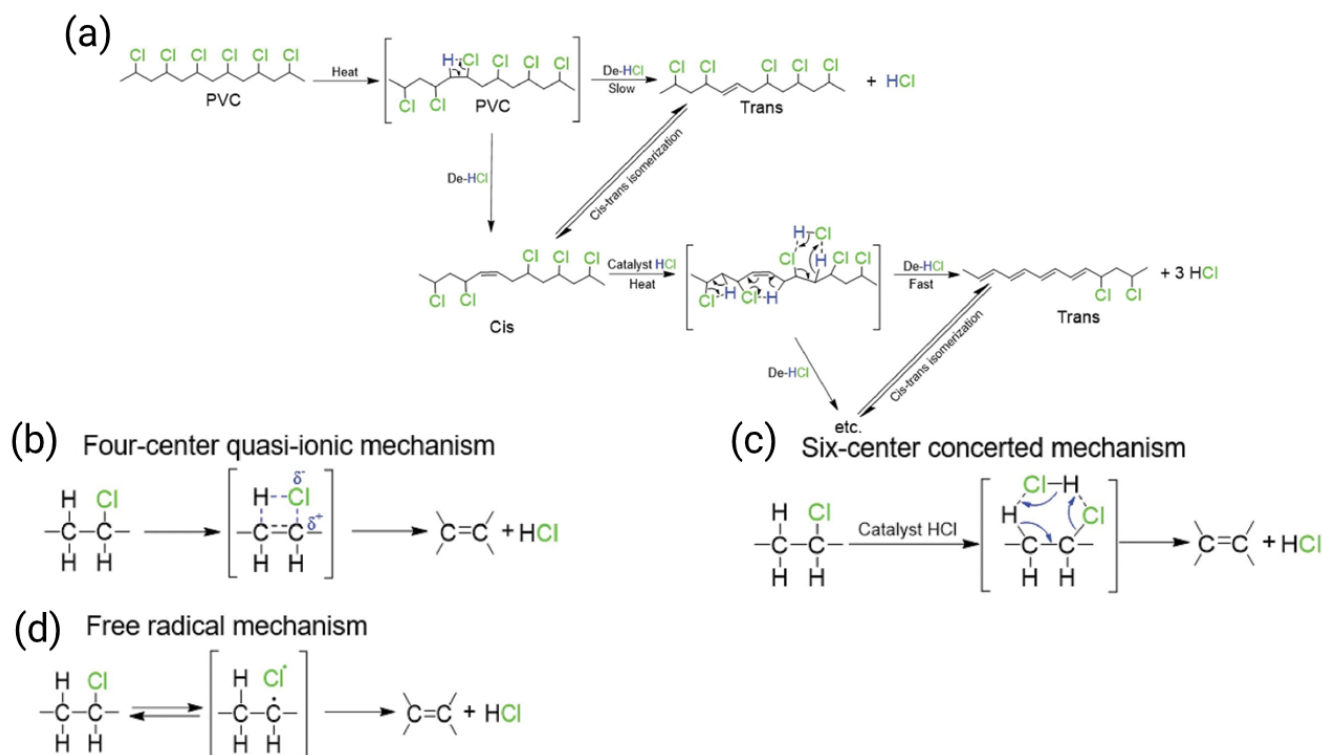 (a)
Cl Cl Cl Cl Cl Cl
PVC
Heat
H Cl Cl Cl Cl
Cl Cl
PVC
De-HCl
Slow
Cl Cl Cl Cl Cl
Trans
+ HCl
De-HCl
Cis-trans isomerization
Cl Cl Cl
Cl Cl
Cis
Catalyst HCl
Heat
H-Cl
Cl H Cl Cl
Cl H Cl H
De-HCl
Fast
Cl Cl
Trans
+ 3 HCl
De-HCl
Cis-trans isomerization
etc.
(b) Four-center quasi-ionic mechanism
H Cl
C-C
H H
δ-
H--Cl
C=C δ+
H H
C=C + HCl
(c) Six-center concerted mechanism
H Cl
C-C
H H
Catalyst HCl
Cl-H
H Cl
C-C
H H
C=C + HCl
(d) Free radical mechanism
H Cl
C-C
H H
H Cl•
C-C
H H
C=C + HCl